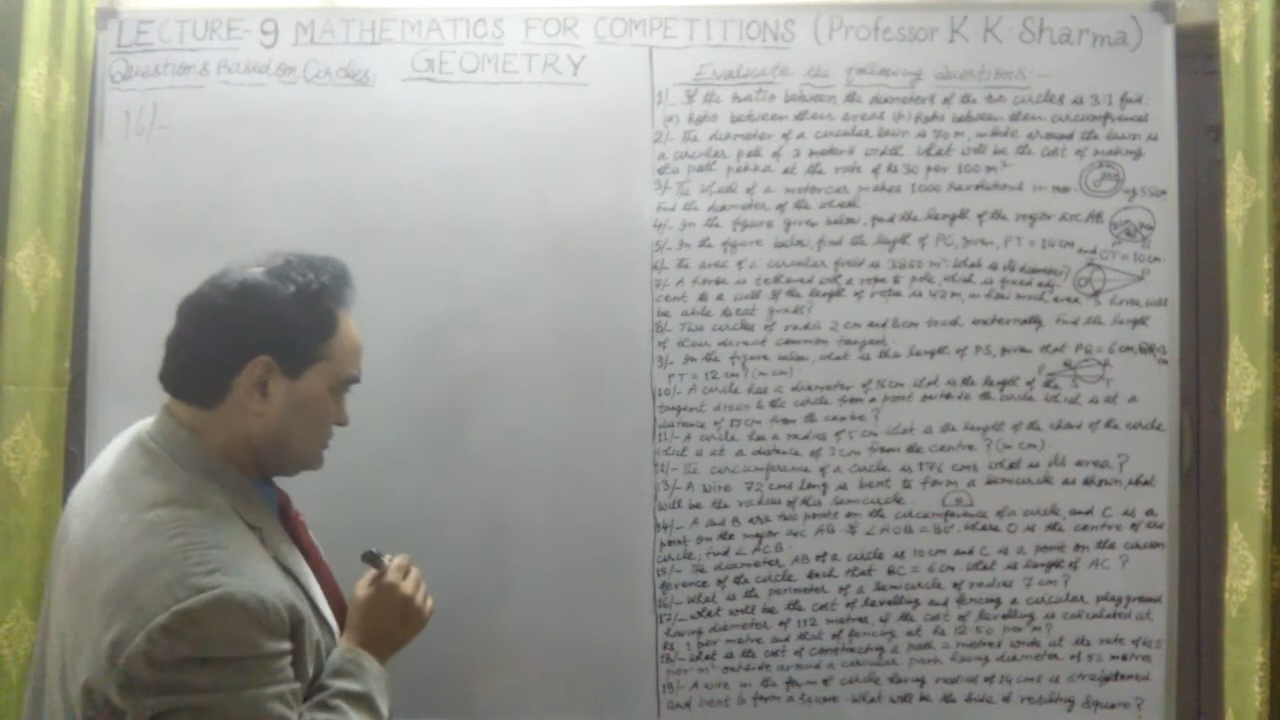 LECTURE-9 MATHEMATICS FOR COMPETITIONS (Professor K K Sharma)
Questions Based on Circles: GEOMETRY
16/-
Evaluate the following Questions:-
1/- If the ratio between the diameters of the two circles is 3:1 find:
(a) Ratio between their areas (b) Ratio between their circumferences
2/- The diameter of a circular lawn is 70 m, around the lawn is
a circular path of meters width. What will be the cost of making
the path pakka at the rate of Rs 30 per 100 m²
3/- The wheel of a motorcar makes 1000 revolutions in
Find the diameter of the wheel
4/- In the figure given below, find the length of the major arc AB
5/- In the figure below, find the length of PC, given, PT = 14 cm and OT = 10 cm.
6/- The area of a circular field is 3850 m². What is its diameter?
7/- A horse is tethered with a rope to pole, which is fixed adja-
cent to a wall. If the length of rope is 42 m, in how much area horse will
be able to eat grass?
8/- Two circles of radii 2 cm and 8 cm touch externally find the length
of their direct common tangent.
9/- In the figure below, what is the length of PS, given that PQ = 6 cm,
PT = 12 cm? (in cm)
10/- A circle has a diameter of 16 cm what is the length of the
tangent drawn to the circle from a point outside the circle which is at a
distance of 17 cm from the centre?
11/- A circle has a radius of 5 cm what is the length of the chord of the circle
which is at a distance of 3 cm from the centre? (in cm)
12/- The circumference of a circle is 176 cms what is its area?
13/- A wire 72 cms long is bent to form a semicircle as shown, what
will be the radius of this semicircle.
14/- A and B are two points on the circumference of a circle, and C is a
point on the major arc AB. If ∠AOB = 80°. Where O is the centre of the
circle, find ∠ACB.
15/- The diameter AB of a circle is 10 cm and C is a point on the circum
ference of the circle such that BC = 6 cm. What is length of AC?
16/- What is the perimeter of a semicircle of radius 7 cm?
17/- What will be the cost of levelling and fencing a circular playground
having diameter of 112 metres, if the cost of levelling is calculated at
Rs 1 per metre and that of fencing at Rs 12.50 per m?
18/- What is the cost of constructing a path 2 metres wide at the rate of Rs 5
per m² outside around a circular park having diameter of 50 metres
19/- A wire in the form of circle having radius of 14 cms is straightened
and bent to form a square. What will be the side of resulting square?